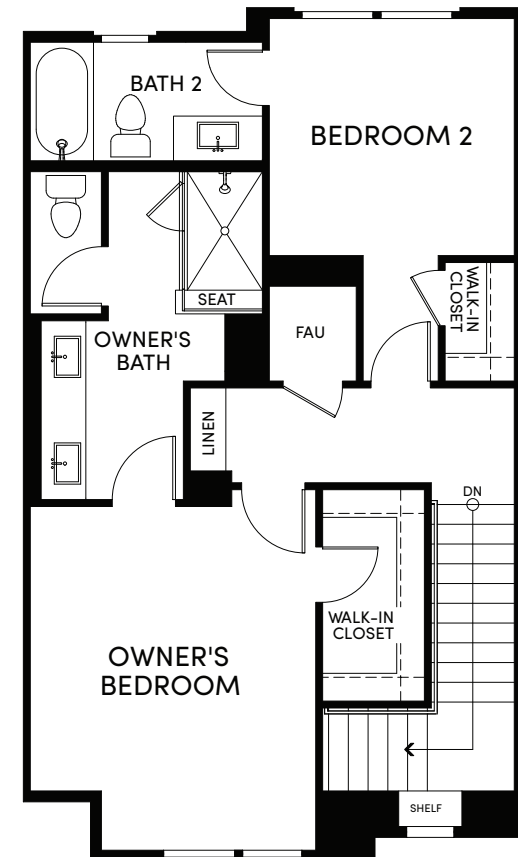 BATH 2
BEDROOM 2
WALK-IN
CLOSET
SEAT
FAU
OWNER'S
BATH
LINEN
DN
WALK-IN
CLOSET
OWNER'S
BEDROOM
SHELF